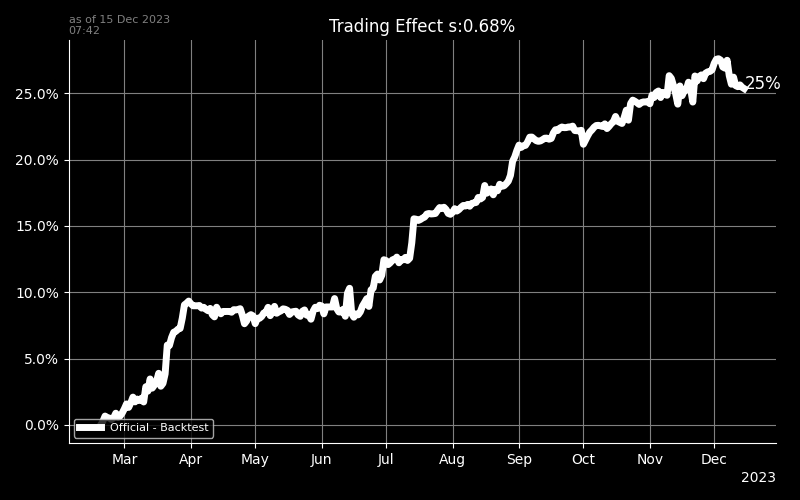 as of 15 Dec 2023
07:42
Trading Effect s:0.68%
25%
25.0%
20.0%
15.0%
10.0%
5.0%
0.0%
Official - Backtest
Mar Apr May Jun Jul Aug Sep Oct Nov Dec
2023